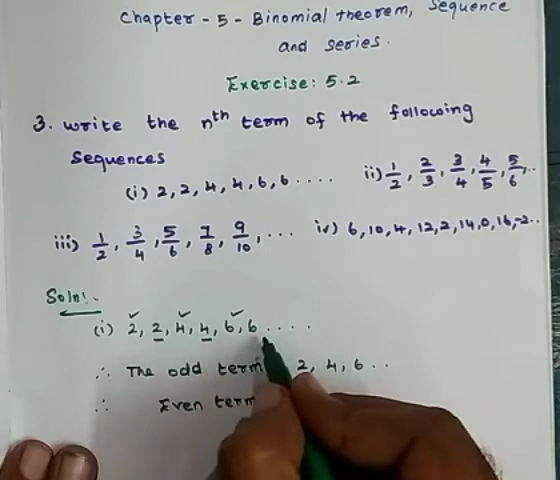 Chapter - 5 - Binomial theorem, Sequence
and series.
Exercise: 5.2
3. Write the nth term of the following
Sequences
(i) 2, 2, 4, 4, 6, 6 .... ii) 1/2, 2/3, 3/4, 4/5, 5/6, ..
iii) 1/2, 3/4, 5/6, 7/8, 9/10, ... iv) 6, 10, 4, 12, 2, 14, 0, 16, -2..
Soln:-
(i) 2, 2, 4, 4, 6, 6 ....
∴ The odd term 2, 4, 6 ..
∴ Even term